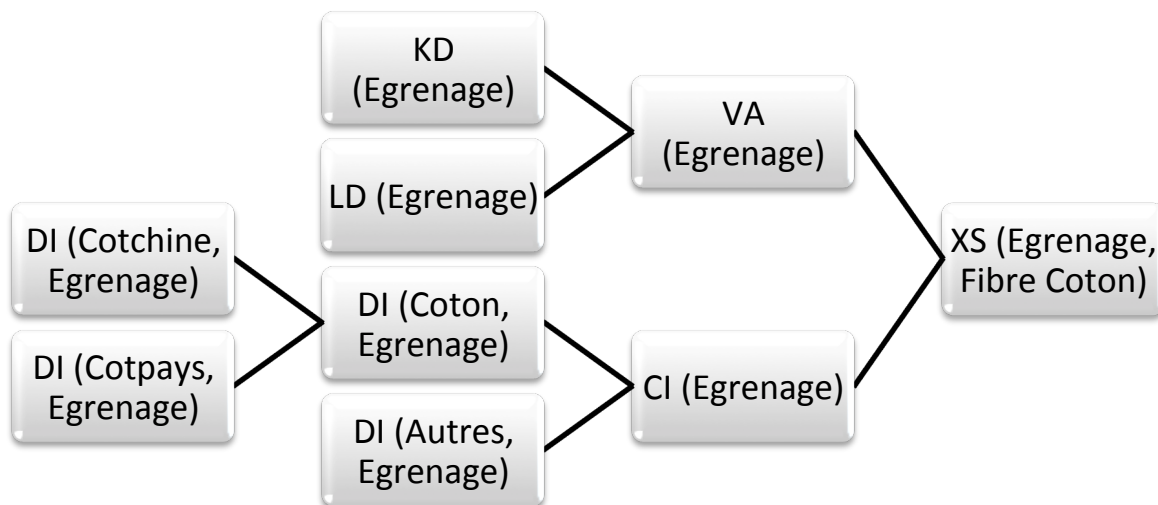 KD
(Egrenage)
VA
(Egrenage)
LD (Egrenage)
DI (Cotchine,
Egrenage)
XS (Egrenage,
Fibre Coton)
DI (Coton,
Egrenage)
DI (Cotpays,
Egrenage)
CI (Egrenage)
DI (Autres,
Egrenage)